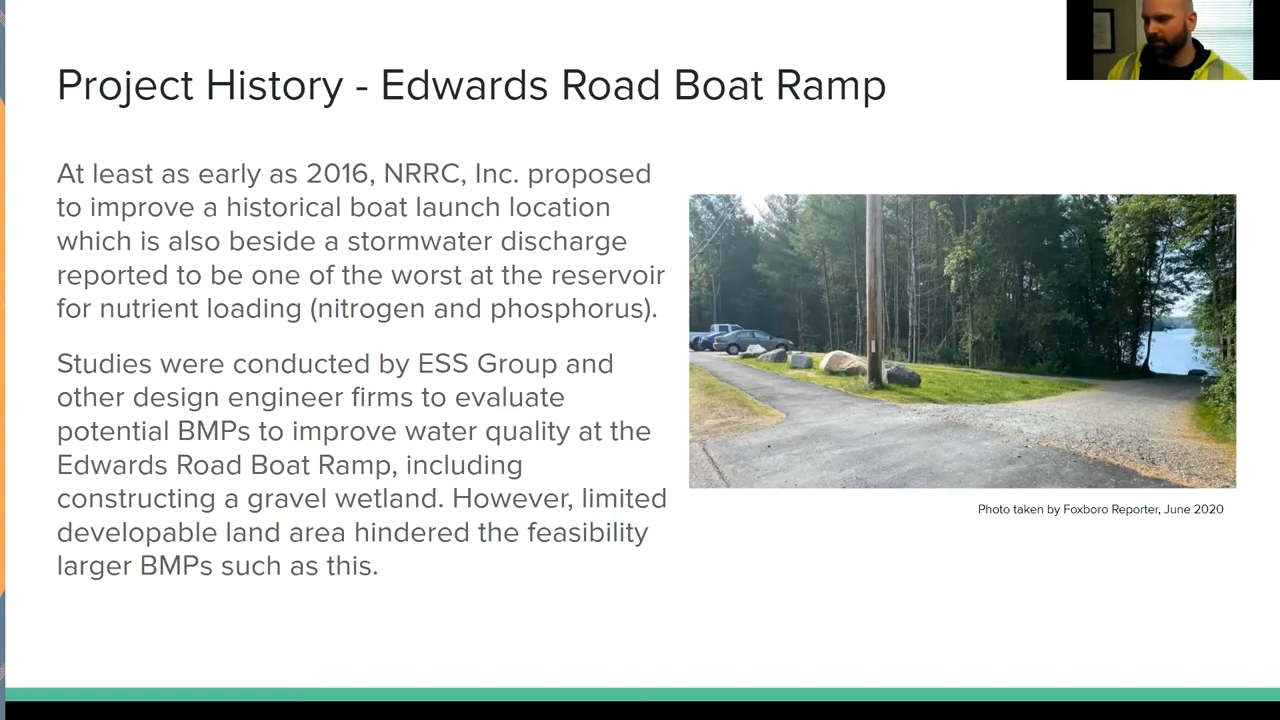 Project History - Edwards Road Boat Ramp
At least as early as 2016, NRRC, Inc. proposed
to improve a historical boat launch location
which is also beside a stormwater discharge
reported to be one of the worst at the reservoir
for nutrient loading (nitrogen and phosphorus).
Studies were conducted by ESS Group and
other design engineer firms to evaluate
potential BMPs to improve water quality at the
Edwards Road Boat Ramp, including
constructing a gravel wetland. However, limited
developable land area hindered the feasibility
larger BMPs such as this.
Photo taken by Foxboro Reporter, June 2020